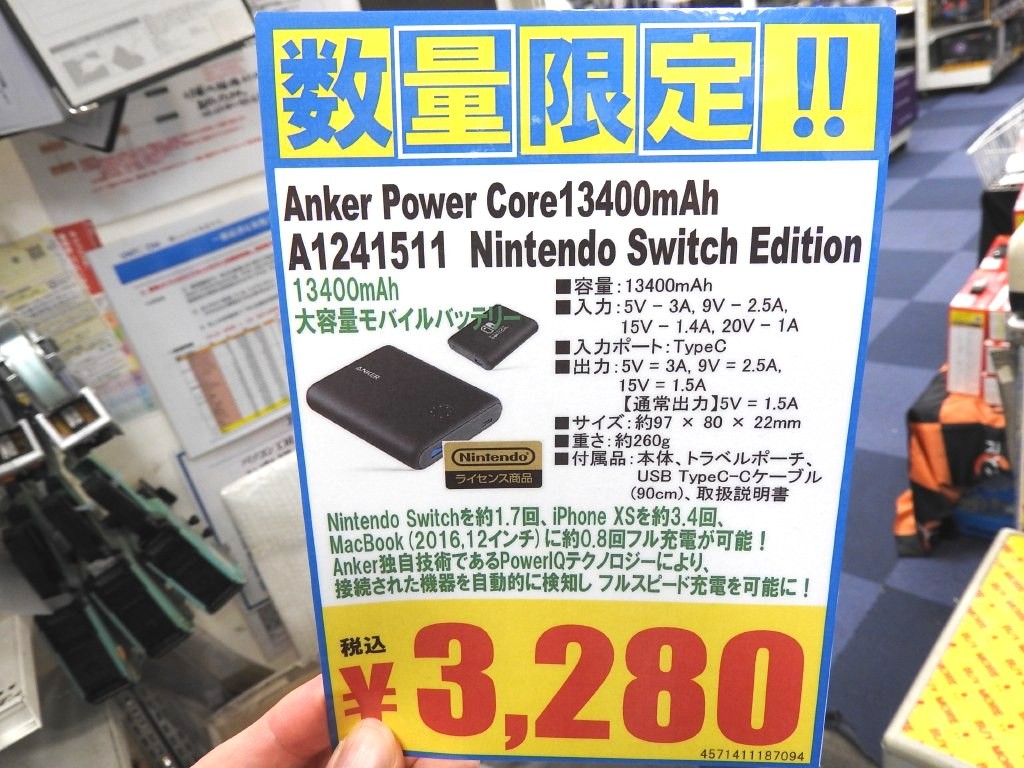 数量限定!!
Anker Power Core13400mAh
A1241511 Nintendo Switch Edition
13400mAh
大容量モバイルバッテリー
■容量:13400mAh
■入力:5V－3A, 9V－2.5A,
15V－1.4A, 20V－1A
■入力ポート:TypeC
■出力:5V＝3A, 9V＝2.5A,
15V＝1.5A
【通常出力】5V＝1.5A
■サイズ:約97 × 80 × 22mm
■重さ:約260g
■付属品:本体、トラベルポーチ、
USB TypeC-Cケーブル
(90cm)、取扱説明書
ANKER
Nintendo
ライセンス商品
Nintendo Switchを約1.7回、iPhone XSを約3.4回、
MacBook(2016,12インチ)に約0.8回フル充電が可能！
Anker独自技術であるPowerIQテクノロジーにより、
接続された機器を自動的に検知し フルスピード充電を可能に！
税込
¥3,280
4571411187094